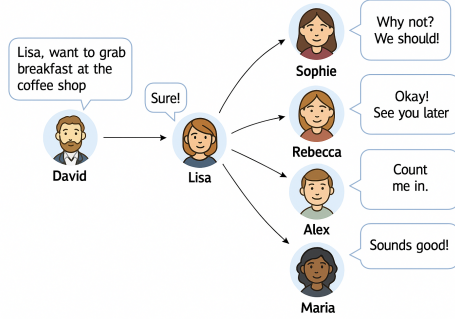 Lisa, want to grab
breakfast at the
coffee shop
David
Sure!
Lisa
Why not?
We should!
Sophie
Okay!
See you later
Rebecca
Count
me in.
Alex
Sounds good!
Maria